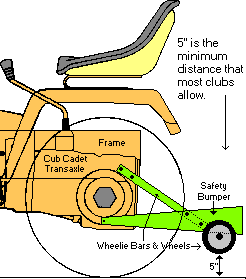 5" is the
minimum
distance that
most clubs
allow.
Frame
Cub Cadet
Transaxle
Safety
Bumper
Wheelie Bars & Wheels
5"